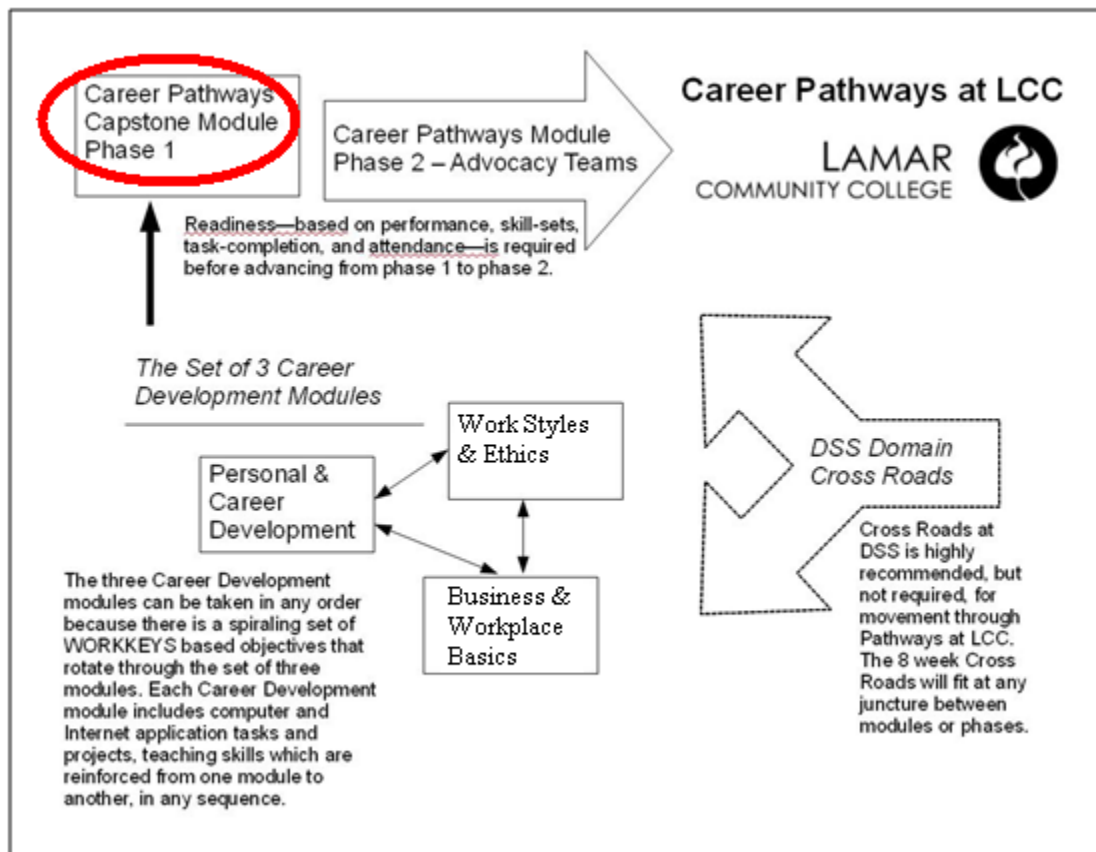 Career Pathways
Capstone Module
Phase 1
Career Pathways Module
Phase 2 – Advocacy Teams
Career Pathways at LCC
LAMAR
COMMUNITY COLLEGE
Readiness—based on performance, skill-sets,
task-completion, and attendance—is required
before advancing from phase 1 to phase 2.
The Set of 3 Career
Development Modules
Work Styles
& Ethics
Personal &
Career
Development
Business &
Workplace
Basics
The three Career Development
modules can be taken in any order
because there is a spiraling set of
WORKKEYS based objectives that
rotate through the set of three
modules. Each Career Development
module includes computer and
Internet application tasks and
projects, teaching skills which are
reinforced from one module to
another, in any sequence.
DSS Domain
Cross Roads
Cross Roads at
DSS is highly
recommended, but
not required, for
movement through
Pathways at LCC.
The 8 week Cross
Roads will fit at any
juncture between
modules or phases.